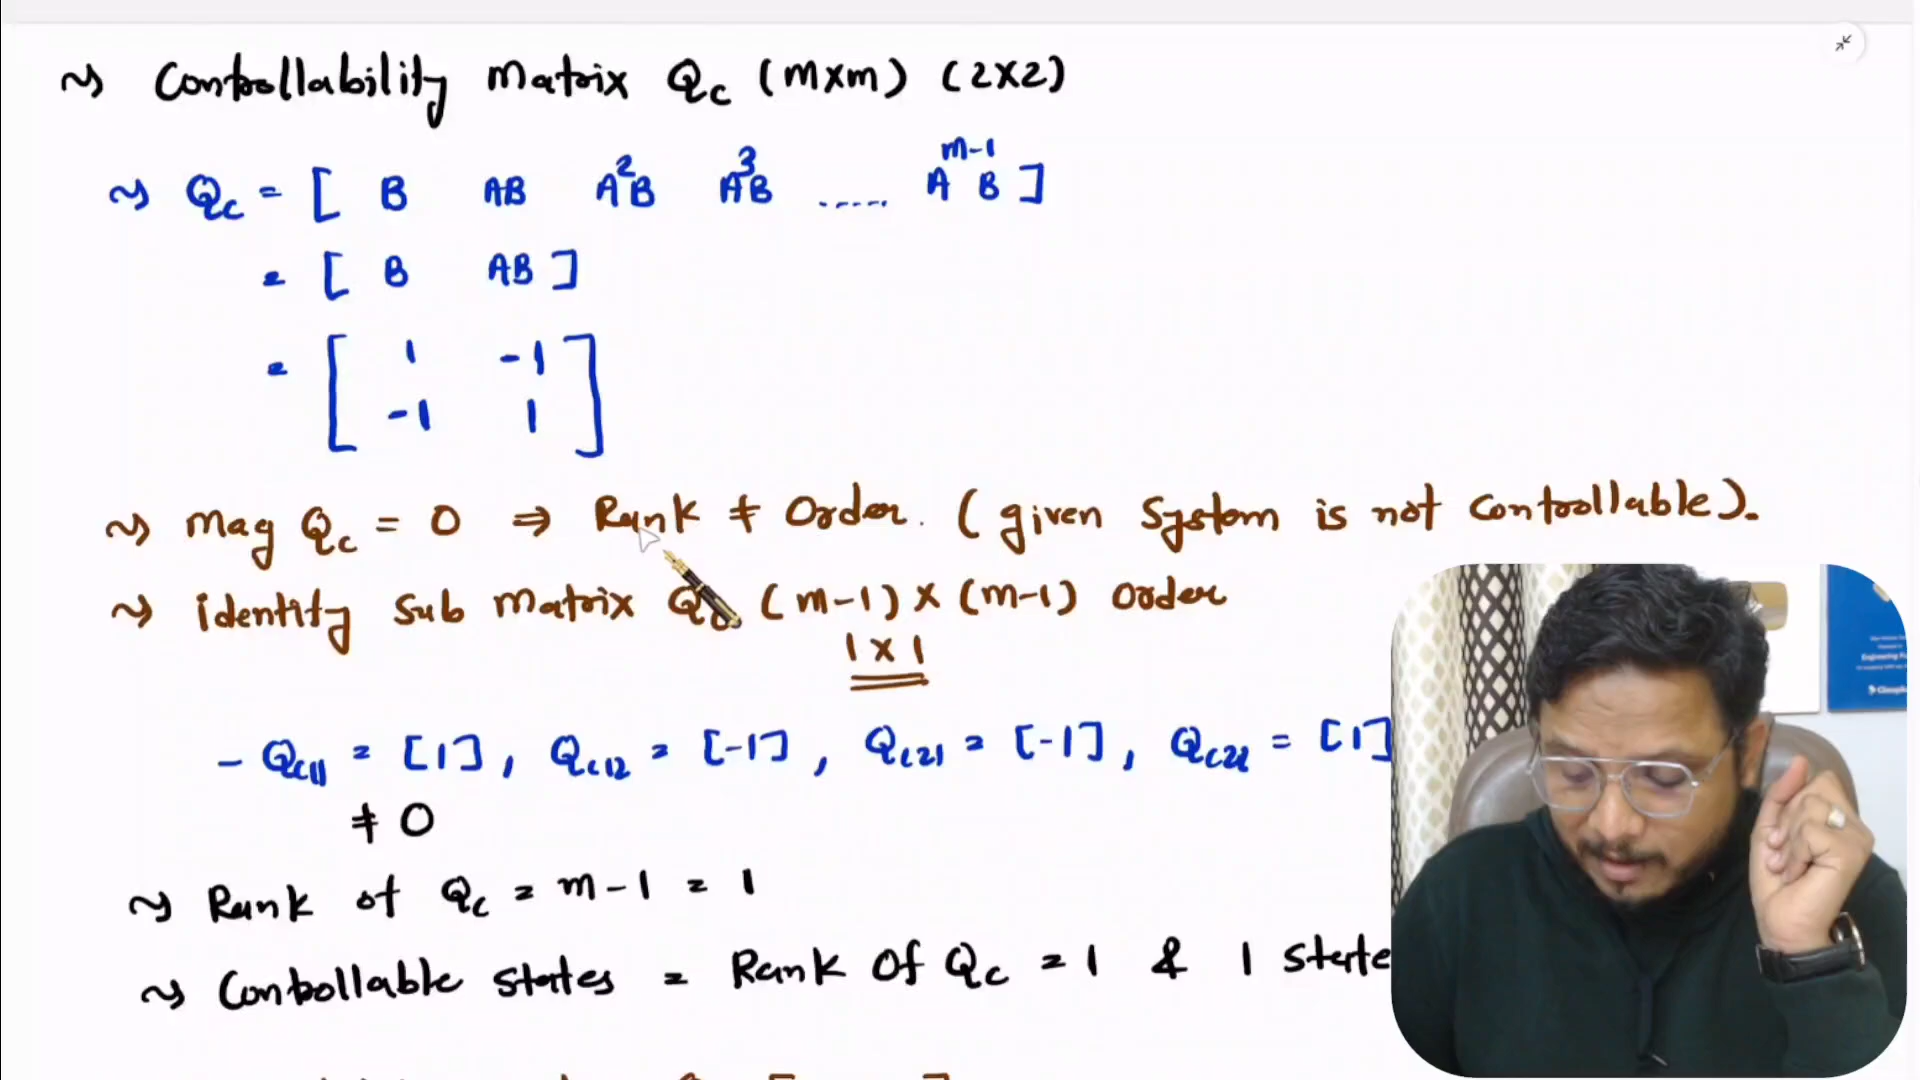 ~> Controllability matrix Qc (m×m) (2×2)
~> Qc = [ B AB A²B A³B ..... A^(m-1) B ]
= [ B AB ]
= [ 1 -1
-1 1 ]
~> mag Qc = 0 ⇒ Rank ≠ Order. (given System is not controllable).
~> identify sub matrix Qc (m-1) × (m-1) order
1 × 1
- Qc11 = [1], Qc12 = [-1], Qc21 = [-1], Qc22 = [1]
≠ 0
~> Rank of Qc = m-1 = 1
~> Controllable states = Rank of Qc = 1 & 1 state